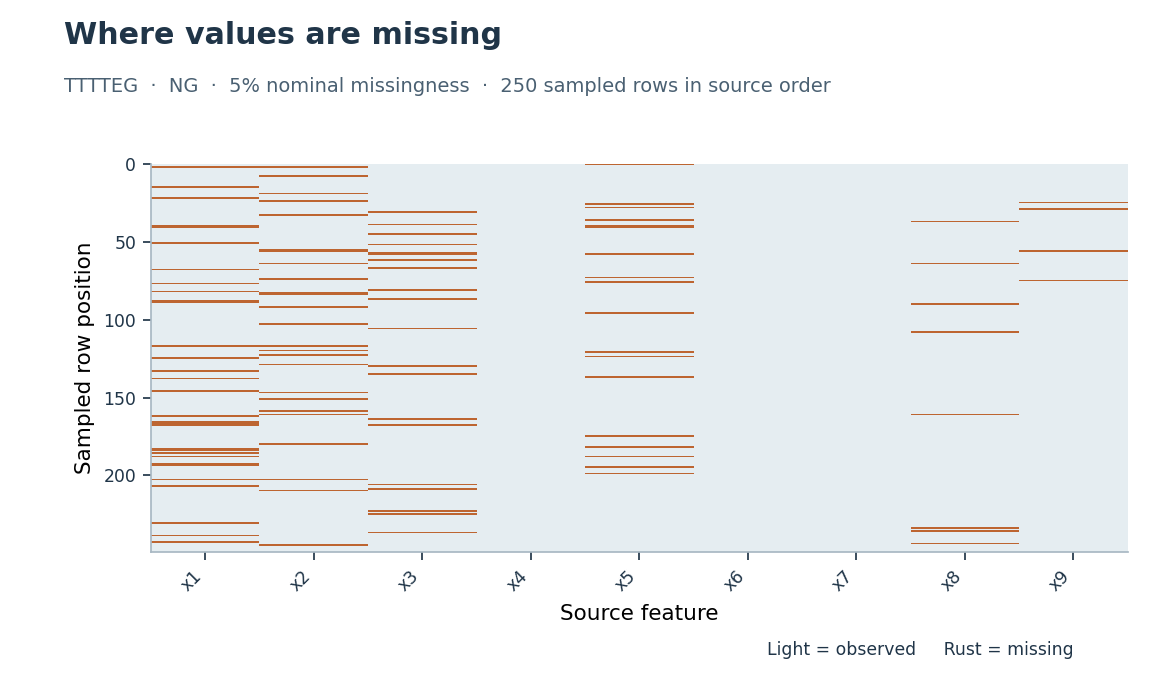 Where values are missing
TTTTEG · NG · 5% nominal missingness · 250 sampled rows in source order
0
50
100
150
200
Sampled row position
x1 x2 x3 x4 x5 x6 x7 x8 x9
Source feature
Light = observed Rust = missing